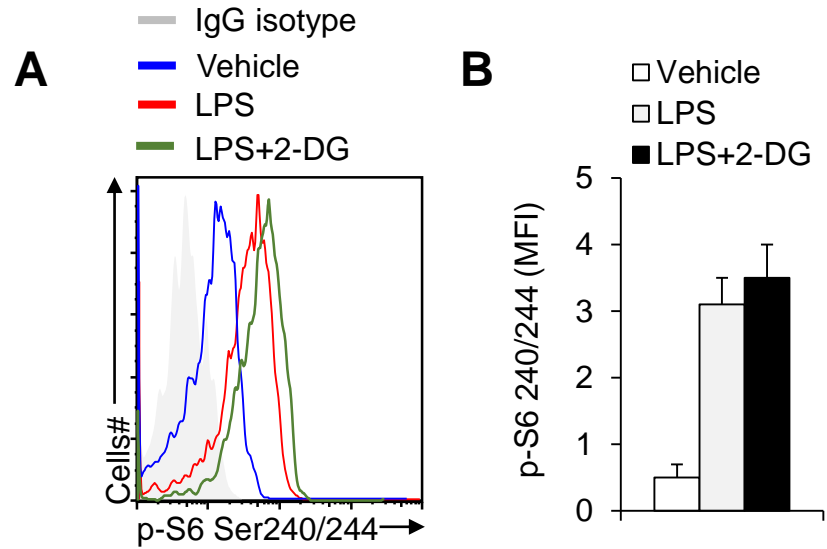 A
IgG isotype
Vehicle
LPS
LPS+2-DG
Cells#
p-S6 Ser240/244
B
Vehicle
LPS
LPS+2-DG
p-S6 240/244 (MFI)
5
4
3
2
1
0